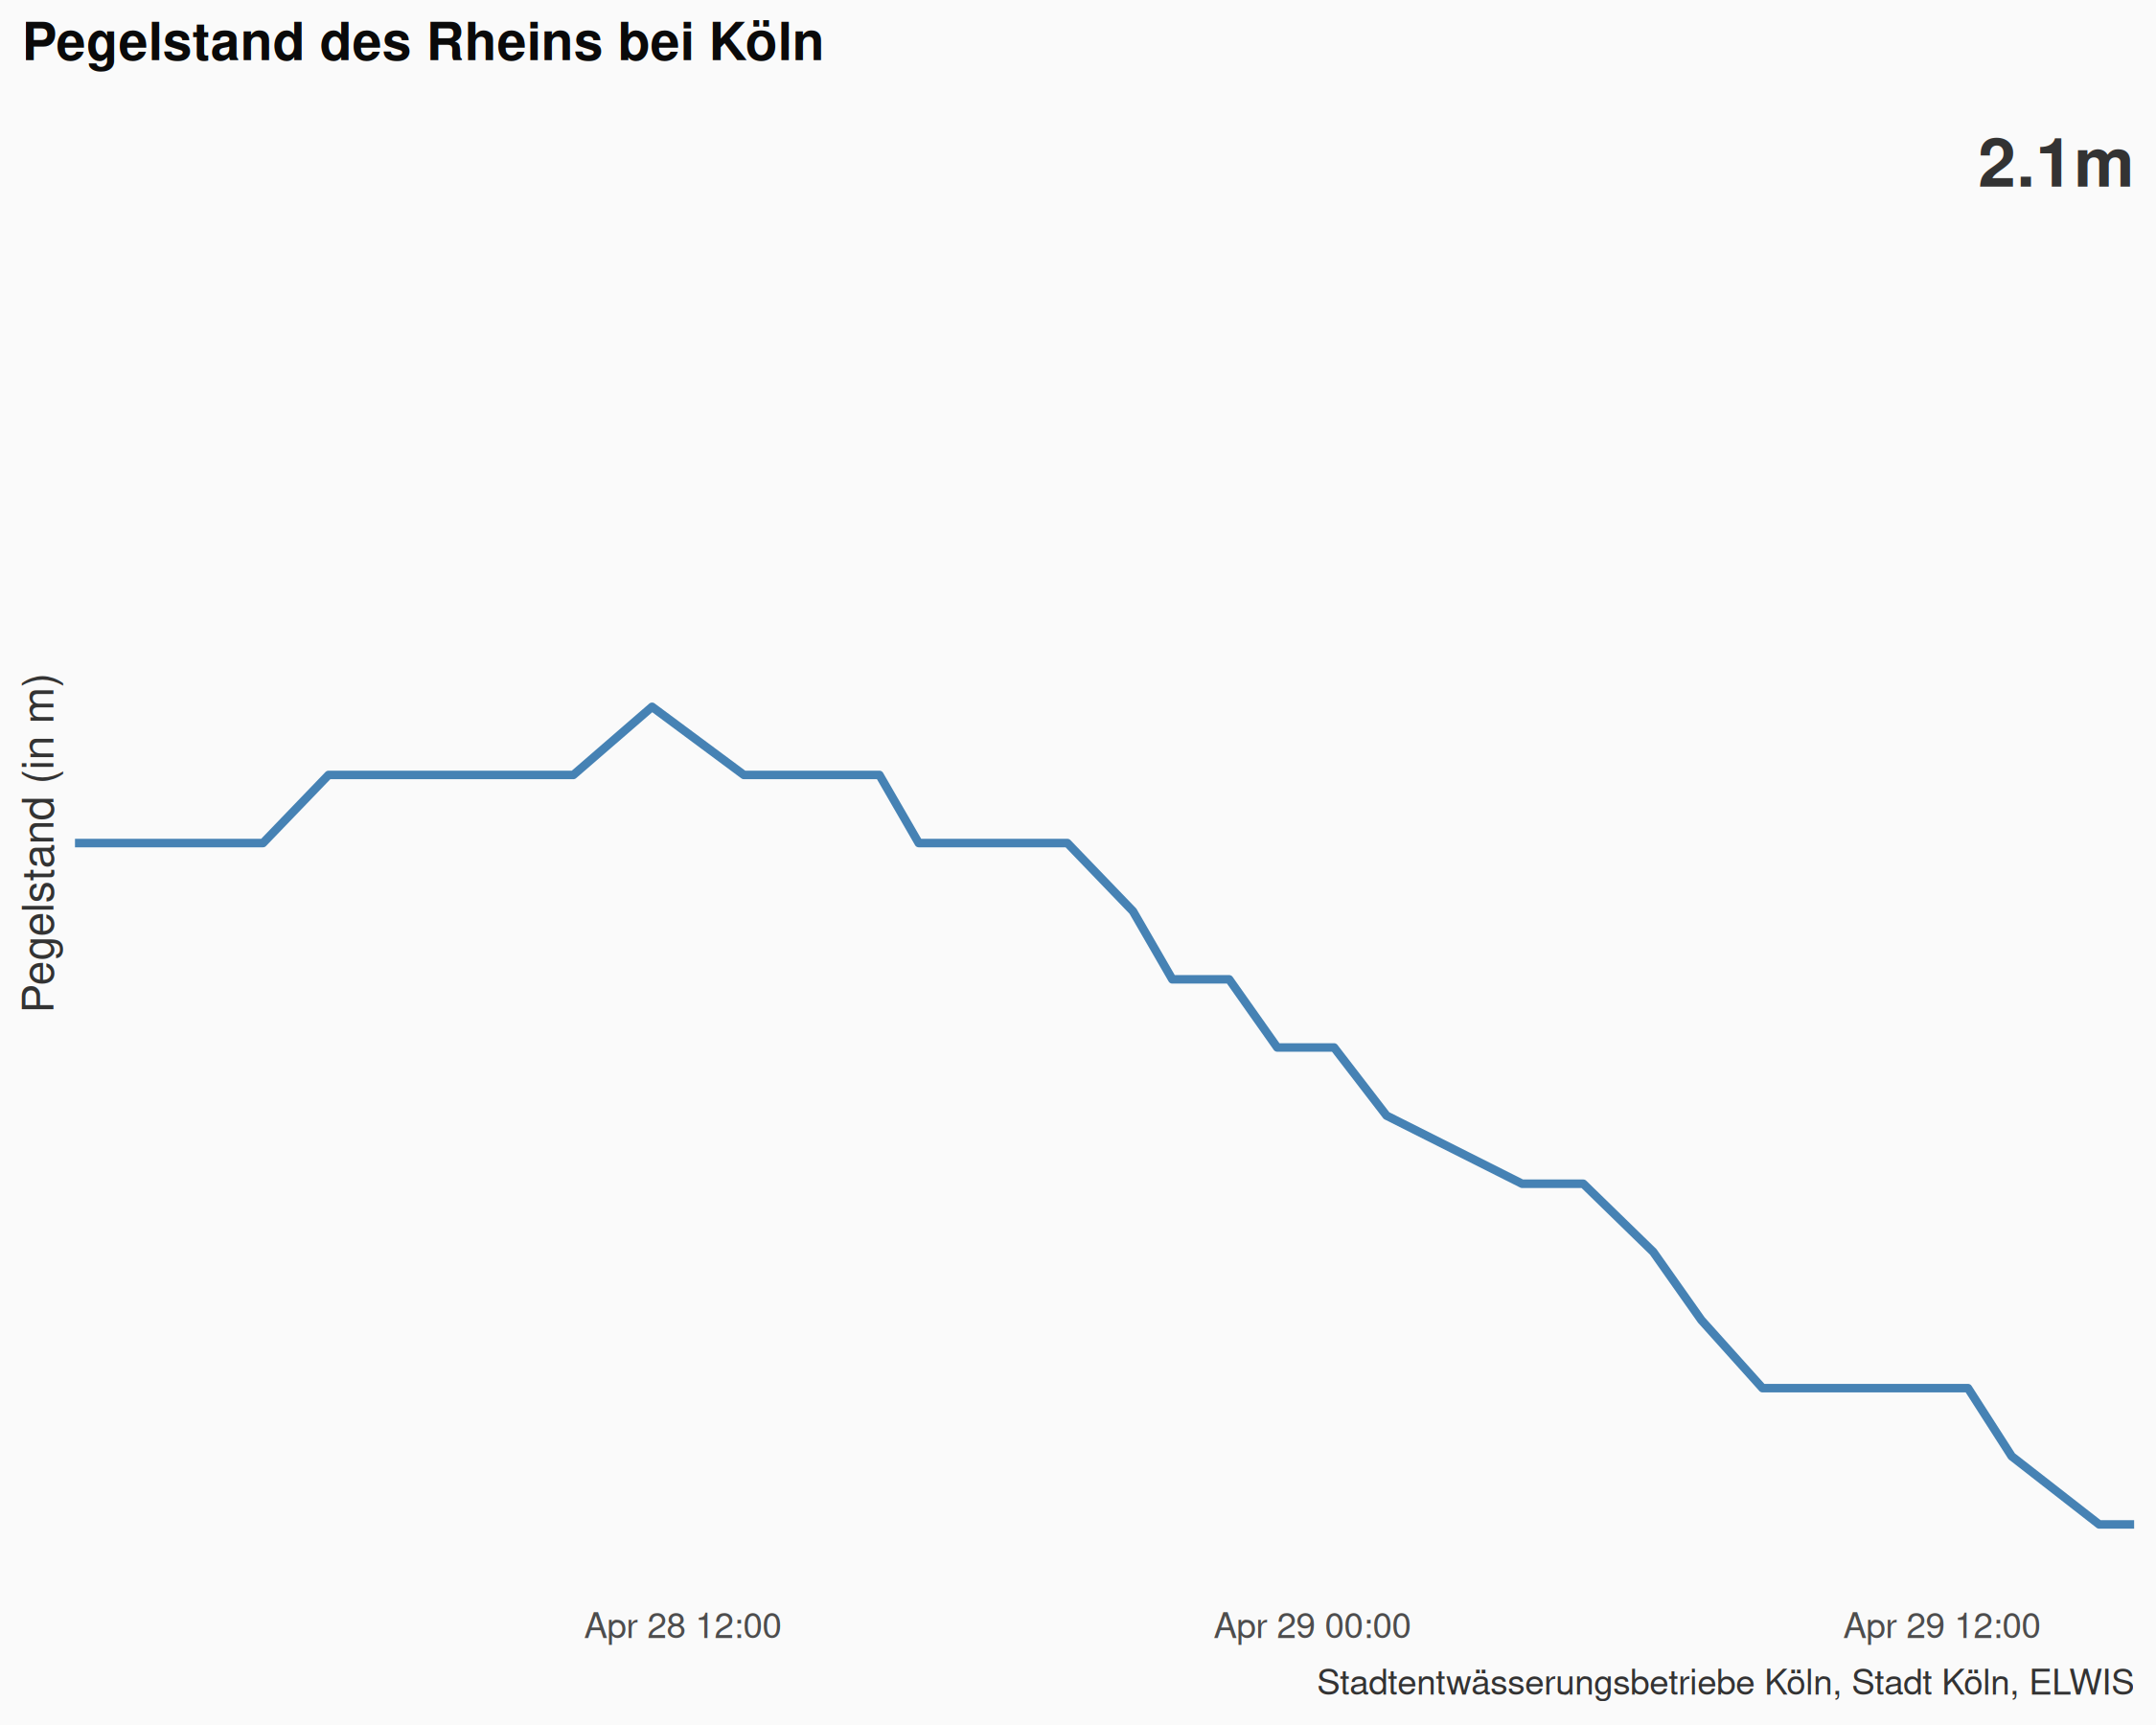 Pegelstand des Rheins bei Köln
2.1m
Pegelstand (in m)
Apr 28 12:00
Apr 29 00:00
Apr 29 12:00
Stadtentwässerungsbetriebe Köln, Stadt Köln, ELWIS